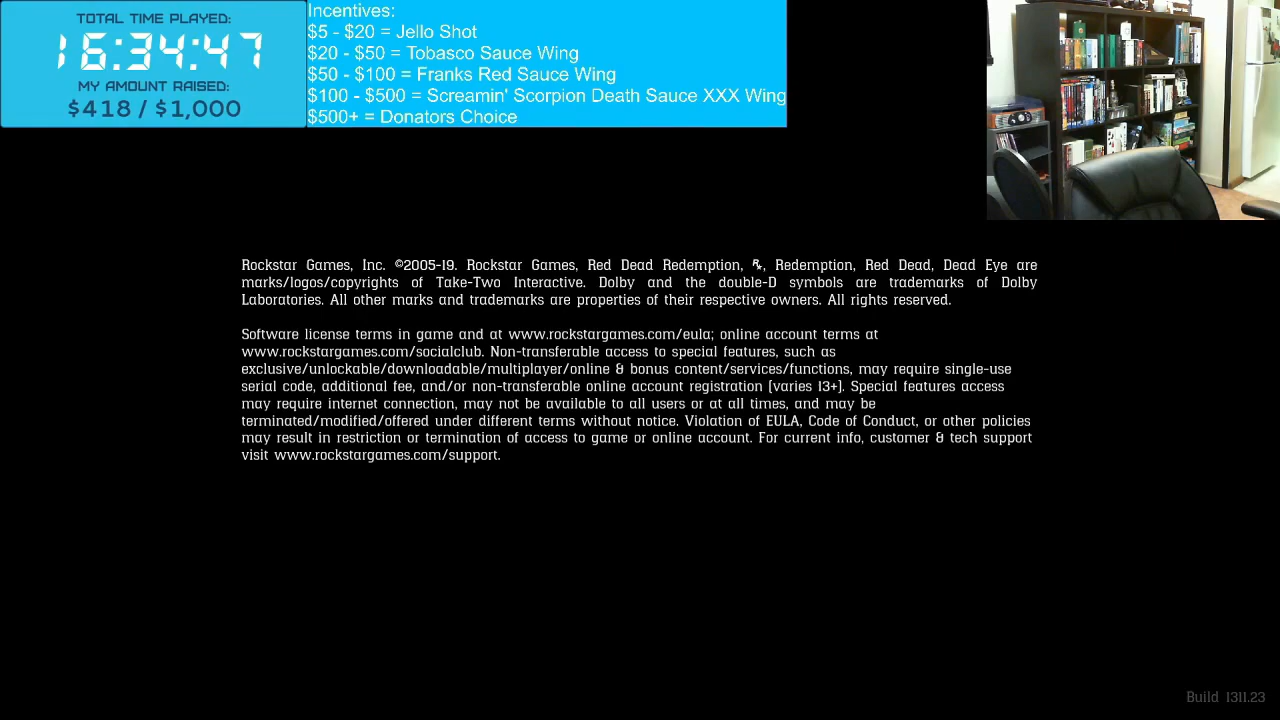 TOTAL TIME PLAYED:
16:34:47
MY AMOUNT RAISED:
$418 / $1,000
Incentives:
$5 - $20 = Jello Shot
$20 - $50 = Tobasco Sauce Wing
$50 - $100 = Franks Red Sauce Wing
$100 - $500 = Screamin' Scorpion Death Sauce XXX Wing
$500+ = Donators Choice
Rockstar Games, Inc. ©2005-19. Rockstar Games, Red Dead Redemption, R*, Redemption, Red Dead, Dead Eye are
marks/logos/copyrights of Take-Two Interactive. Dolby and the double-D symbols are trademarks of Dolby
Laboratories. All other marks and trademarks are properties of their respective owners. All rights reserved.
Software license terms in game and at www.rockstargames.com/eula; online account terms at
www.rockstargames.com/socialclub. Non-transferable access to special features, such as
exclusive/unlockable/downloadable/multiplayer/online & bonus content/services/functions, may require single-use
serial code, additional fee, and/or non-transferable online account registration [varies 13+]. Special features access
may require internet connection, may not be available to all users or at all times, and may be
terminated/modified/offered under different terms without notice. Violation of EULA, Code of Conduct, or other policies
may result in restriction or termination of access to game or online account. For current info, customer & tech support
visit www.rockstargames.com/support.
Build 1311.23